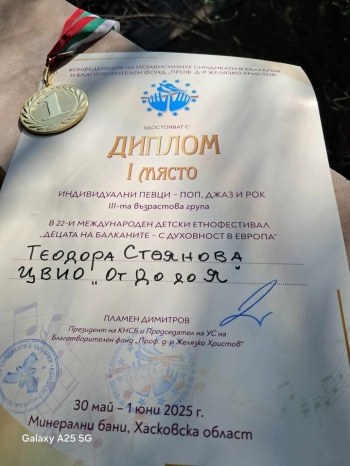 КОНФЕДЕРАЦИЯ НА НЕЗАВИСИМИТЕ СИНДИКАТИ В БЪЛГАРИЯ
И БЛАГОТВОРИТЕЛЕН ФОНД „ПРОФ. Д-Р ЖЕЛЯЗКО ХРИСТОВ“
1
УДОСТОЯВАТ С
ДИПЛОМ
I МЯСТО
ИНДИВИДУАЛНИ ПЕВЦИ – ПОП, ДЖАЗ И РОК
III-та възрастова група
В 22-И МЕЖДУНАРОДЕН ДЕТСКИ ЕТНОФЕСТИВАЛ
„ДЕЦАТА НА БАЛКАНИТЕ – С ДУХОВНОСТ В ЕВРОПА“
ТЕОДОРА СТОЯНОВА
ЦВИО „От До до Я“
ПЛАМЕН ДИМИТРОВ
Президент на КНСБ и Председател на УС на
Благотворителен фонд „Проф. д-р Желязко Христов“
30 май – 1 юни 2025 г.
Минерални бани, Хасковска област
Galaxy A25 5G